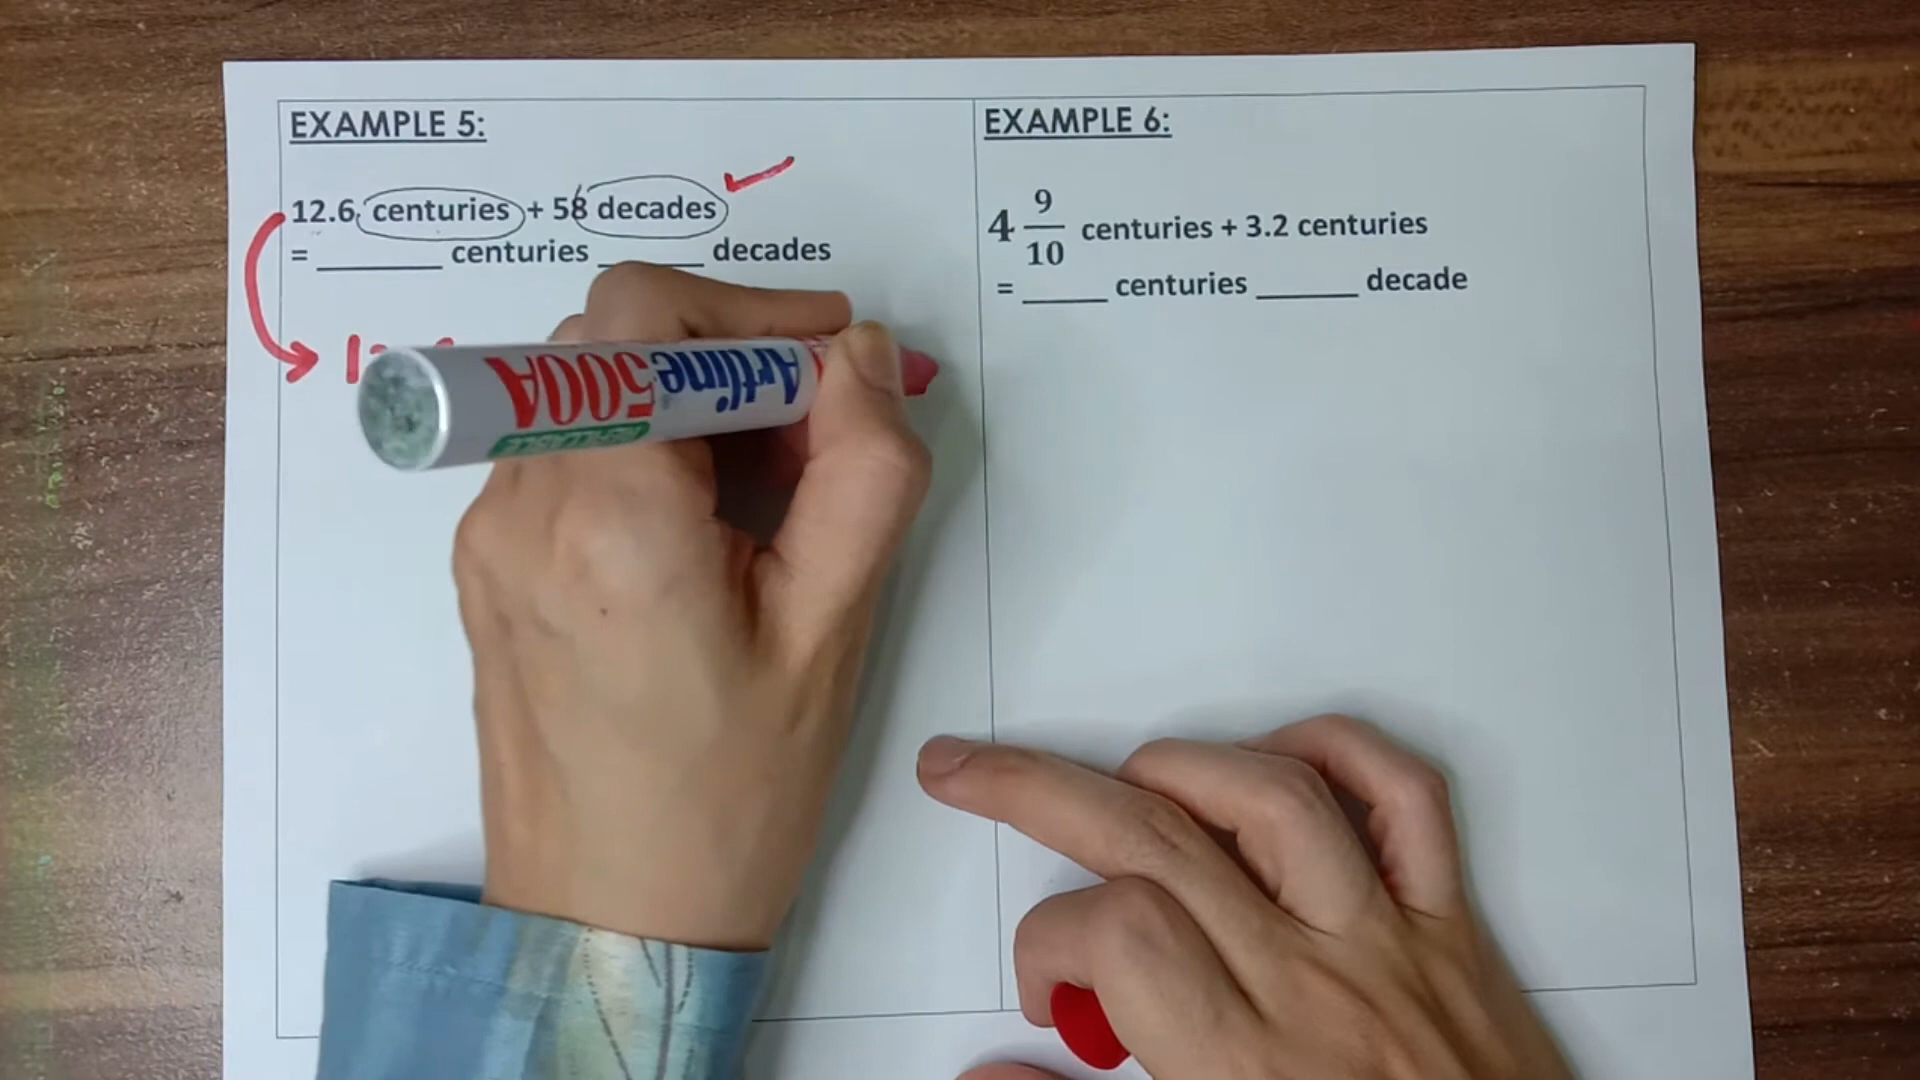 EXAMPLE 5:
12.6 centuries + 58 decades
= ________ centuries _______ decades
Artline 500A
EXAMPLE 6:
4 9/10 centuries + 3.2 centuries
= _____ centuries ______ decade